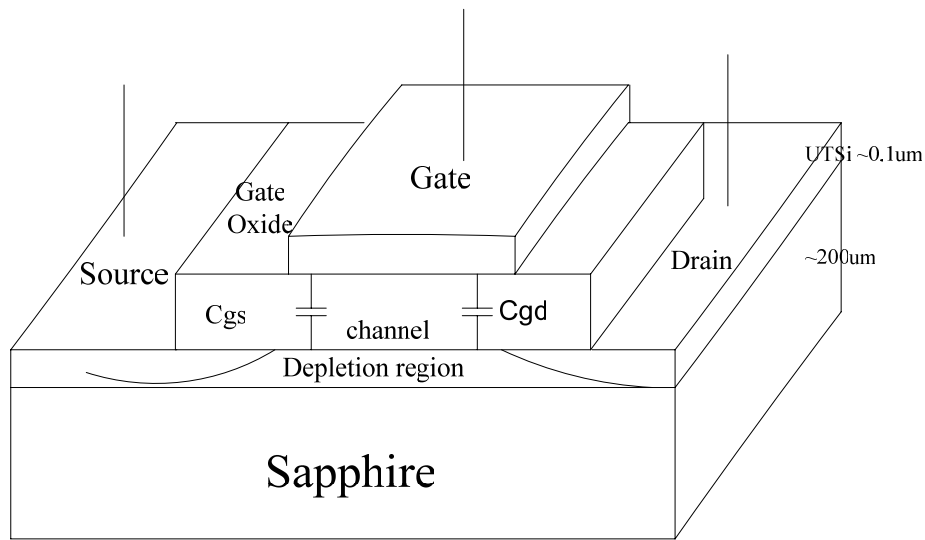 UTSi ~0.1um
Gate
Gate
Oxide
~200um
Drain
Source
Cgs
Cgd
channel
Depletion region
Sapphire